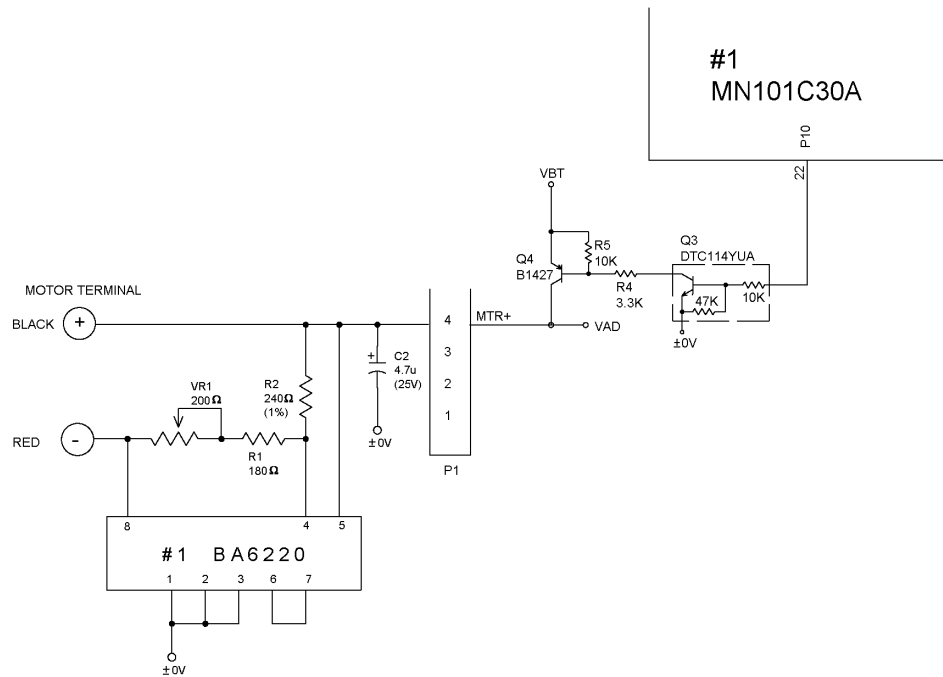 #1
MN101C30A
P10
22
VBT
R5
10K
Q4
B1427
R4
3.3K
Q3
DTC114YUA
47K
10K
±0V
MOTOR TERMINAL
BLACK
+
4
MTR+
VAD
3
2
1
P1
+
C2
4.7u
(25V)
±0V
R2
240Ω
(1%)
VR1
200Ω
RED
-
R1
180Ω
8
4
5
#1 BA6220
1
2
3
6
7
±0V